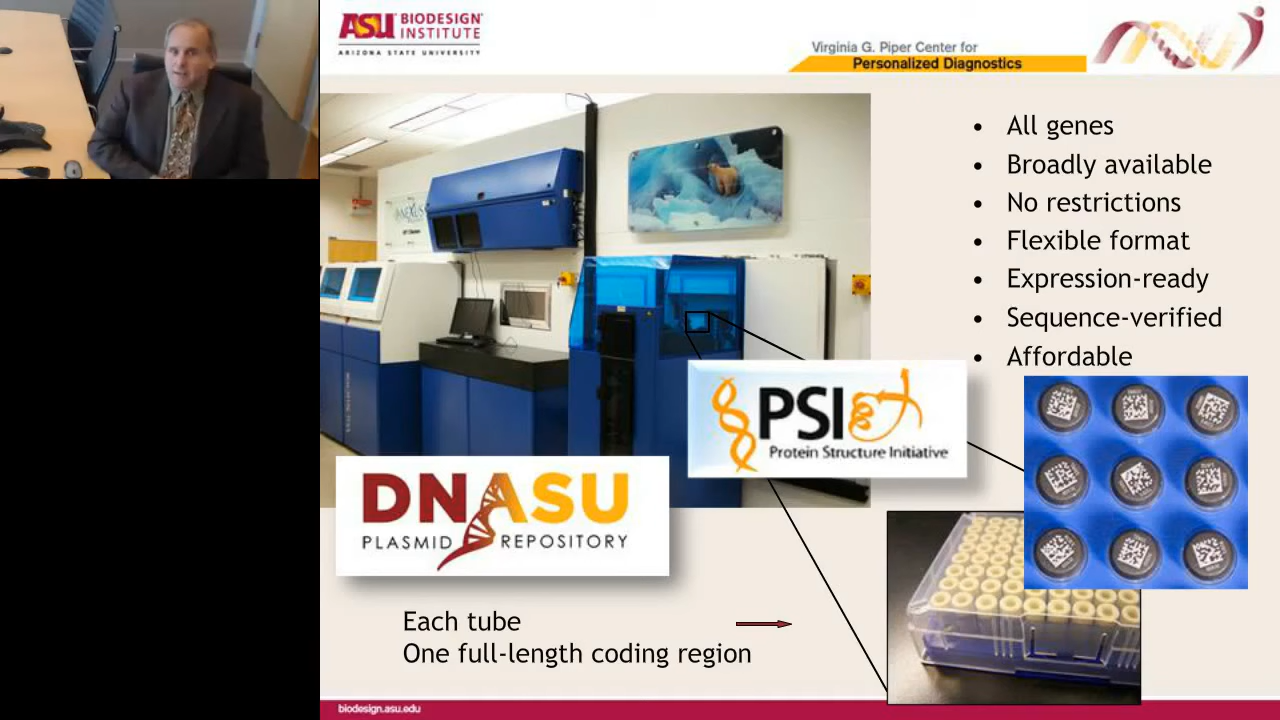 ASU BIODESIGN INSTITUTE
ARIZONA STATE UNIVERSITY
Virginia G. Piper Center for
Personalized Diagnostics
• All genes
• Broadly available
• No restrictions
• Flexible format
• Expression-ready
• Sequence-verified
• Affordable
NEXUS
PSI
Protein Structure Initiative
DNASU
PLASMID REPOSITORY
Each tube
One full-length coding region
biodesign.asu.edu